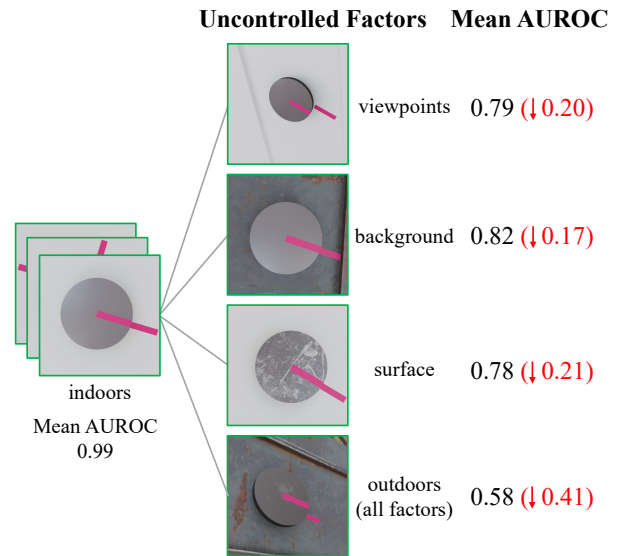 Uncontrolled Factors Mean AUROC
viewpoints 0.79 (↓0.20)
background 0.82 (↓0.17)
surface 0.78 (↓0.21)
indoors
Mean AUROC
0.99
outdoors
(all factors) 0.58 (↓0.41)